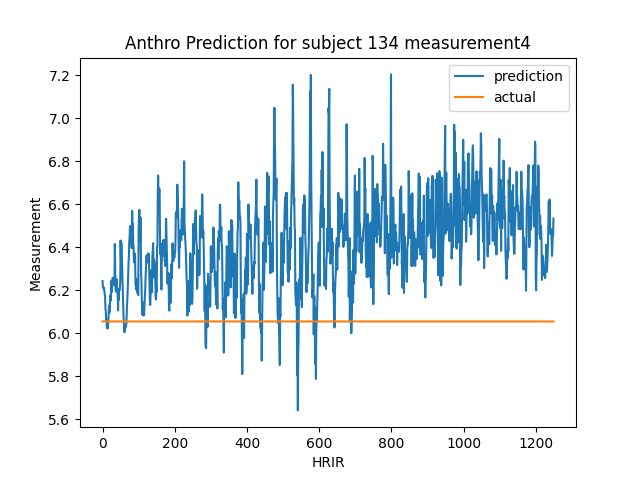 Anthro Prediction for subject 134 measurement4
prediction
actual
7.2
7.0
6.8
6.6
6.4
6.2
6.0
5.8
5.6
Measurement
0 200 400 600 800 1000 1200
HRIR